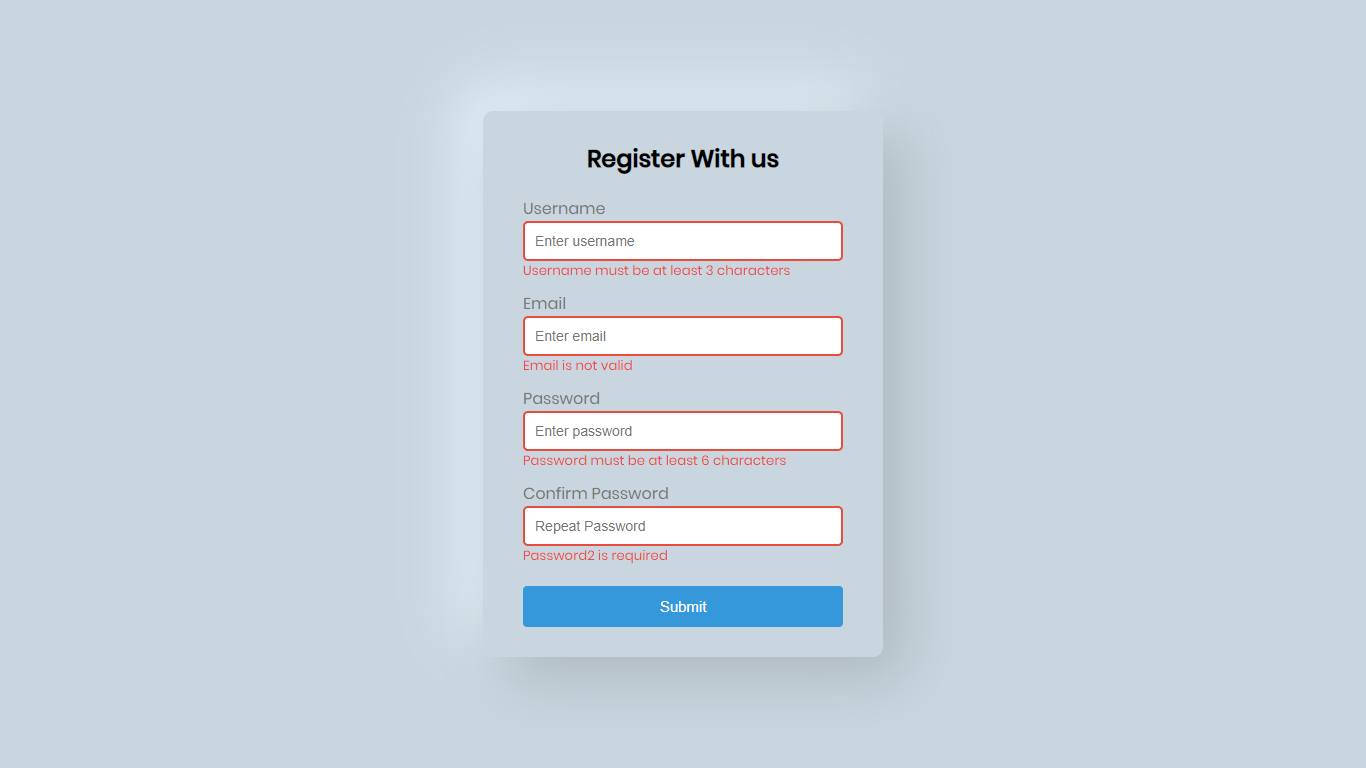 Register With us
Username
Enter username
Username must be at least 3 characters
Email
Enter email
Email is not valid
Password
Enter password
Password must be at least 6 characters
Confirm Password
Repeat Password
Password2 is required
Submit